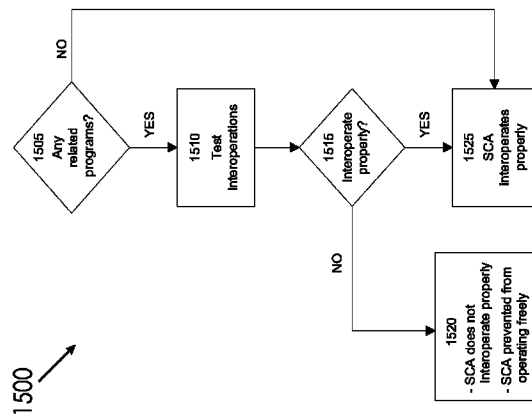 1500
1505
Any
related
programs?
NO
YES
1510
Test
Interoperations
1515
Interoperate
properly?
NO
YES
1520
- SCA does not
Interoperate properly
- SCA prevented from
operating freely
1525
SCA
interoperates
properly